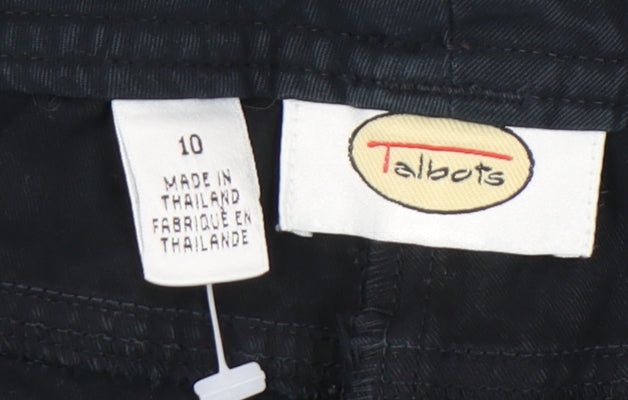 10
MADE IN
THAILAND
FABRIQUÉ EN
THAILANDE
Talbots